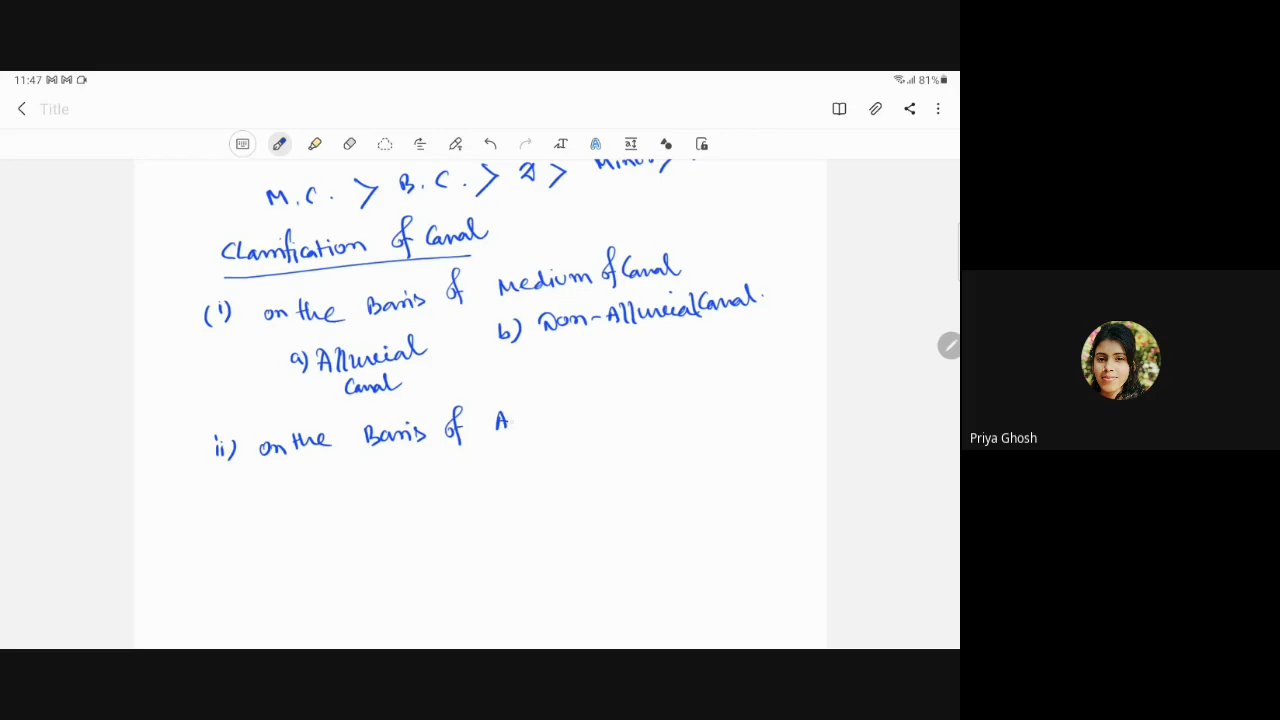 11:47
81%
Title
M.C. > B.C. > D > Minor
Classification of Canal
(i) on the Basis of Medium of Canal
a) Alluvial Canal
b) Non-Alluvial Canal.
ii) on the Basis of A
Priya Ghosh